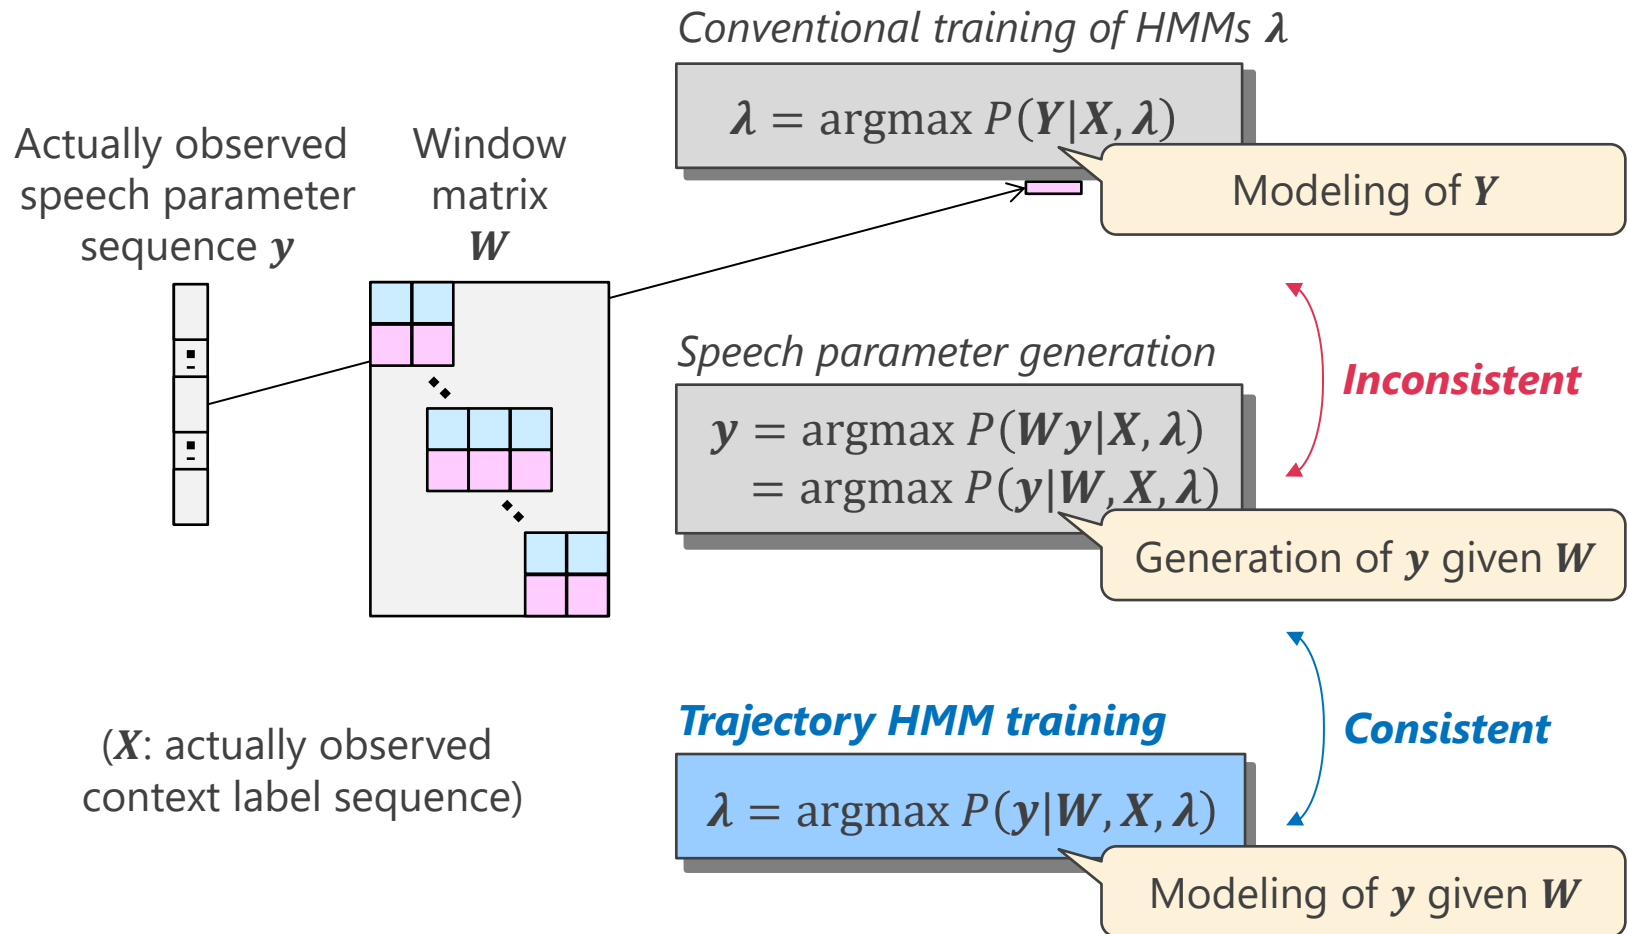 Conventional training of HMMs λ
λ = argmax P(Y|X, λ)
Modeling of Y
Actually observed
speech parameter
sequence y
Window
matrix
W
Speech parameter generation
y = argmax P(Wy|X, λ)
= argmax P(y|W, X, λ)
Generation of y given W
Inconsistent
Trajectory HMM training
λ = argmax P(y|W, X, λ)
Modeling of y given W
Consistent
(X: actually observed
context label sequence)